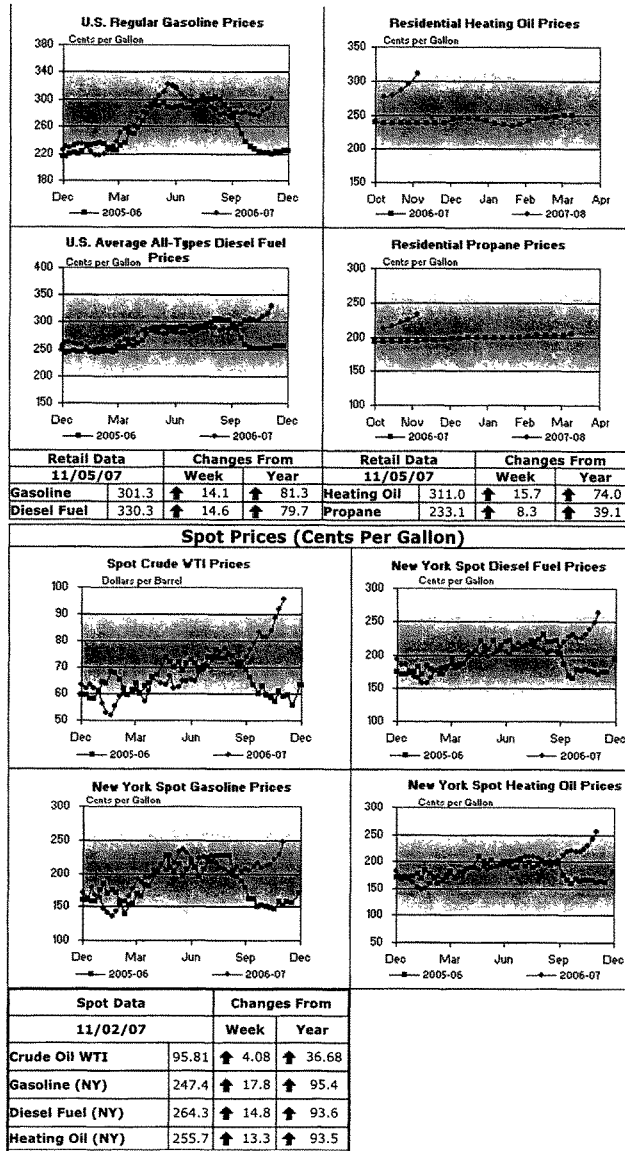 U.S. Regular Gasoline Prices
Cents per Gallon
380
340
300
260
220
180
Dec Mar Jun Sep Dec
2005-06 2006-07
Residential Heating Oil Prices
Cents per Gallon
350
300
250
200
150
Oct Nov Dec Jan Feb Mar Apr
2006-07 2007-08
U.S. Average All-Types Diesel Fuel
Prices
Cents per Gallon
400
350
300
250
200
150
Dec Mar Jun Sep Dec
2005-06 2006-07
Residential Propane Prices
Cents per Gallon
300
250
200
150
100
Oct Nov Dec Jan Feb Mar Apr
2006-07 2007-08
Retail Data Changes From
11/05/07 Week Year
Gasoline 301.3 14.1 81.3
Diesel Fuel 330.3 14.6 79.7
Retail Data Changes From
11/05/07 Week Year
Heating Oil 311.0 15.7 74.0
Propane 233.1 8.3 39.1
Spot Prices (Cents Per Gallon)
Spot Crude WTI Prices
Dollars per Barrel
100
90
80
70
60
50
Dec Mar Jun Sep Dec
2005-06 2006-07
New York Spot Diesel Fuel Prices
Cents per Gallon
300
250
200
150
100
Dec Mar Jun Sep Dec
2005-06 2006-07
New York Spot Gasoline Prices
Cents per Gallon
300
250
200
150
100
Dec Mar Jun Sep Dec
2005-06 2006-07
New York Spot Heating Oil Prices
Cents per Gallon
300
250
200
150
100
50
Dec Mar Jun Sep Dec
2005-06 2006-07
Spot Data Changes From
11/02/07 Week Year
Crude Oil WTI 95.81 4.08 36.68
Gasoline (NY) 247.4 17.8 95.4
Diesel Fuel (NY) 264.3 14.8 93.6
Heating Oil (NY) 255.7 13.3 93.5